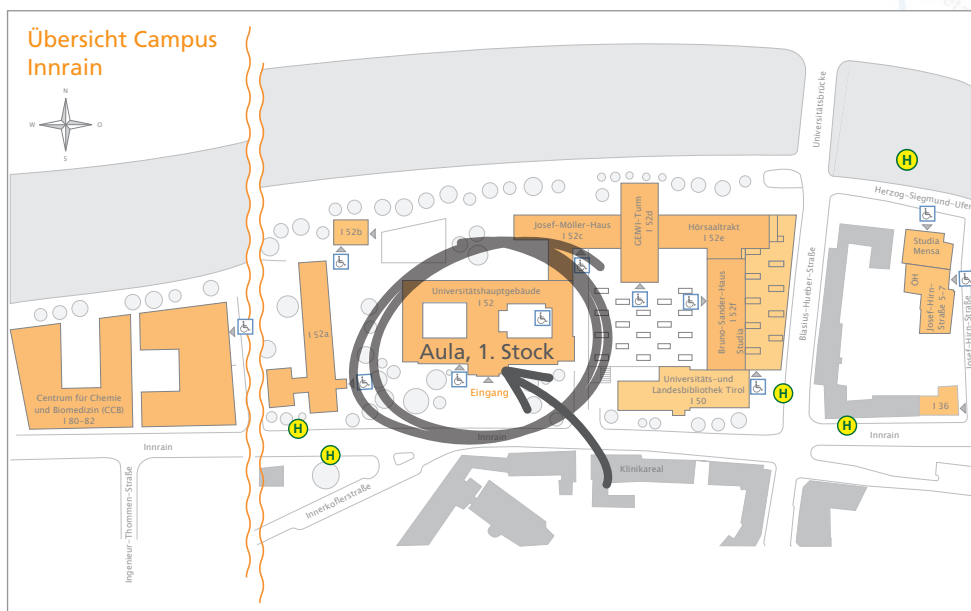 Übersicht Campus
Innrain
N
W
O
S
Universitätsbrücke
H
Herzog-Siegmund-Ufer
Josef-Möller-Haus
I 52c
GEIWI-Turm
I 52d
Hörsaaltrakt
I 52e
I 52b
Studia
Mensa
ÖH
Josef-Hirn-
Straße 5-7
Josef-Hirn-Straße
Blasius-Hueber-Straße
Universitätshauptgebäude
I 52
I 52a
Bruno-Sander-Haus
I 52f
Studia
Aula, 1. Stock
Eingang
Universitäts-und
Landesbibliothek Tirol
I 50
H
Centrum für Chemie
und Biomedizin (CCB)
I 80-82
I 36
H
H
H
Innrain
Innrain
Innrain
Klinikareal
Innerkoflerstraße
Ingenieur-Thommen-Straße